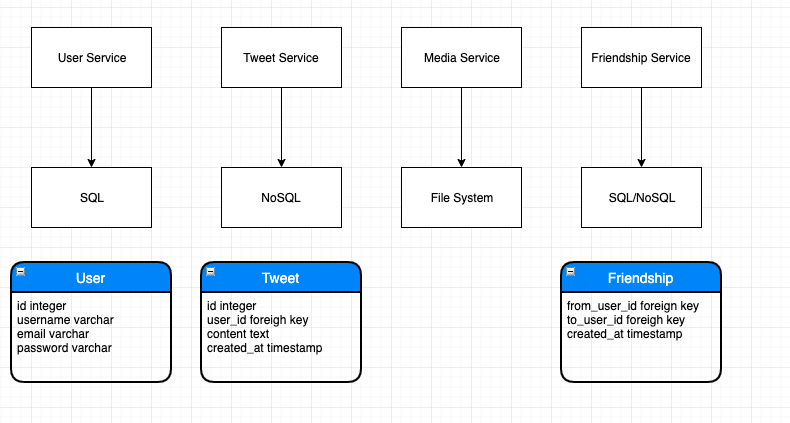 User Service
Tweet Service
Media Service
Friendship Service
SQL
NoSQL
File System
SQL/NoSQL
User
id integer
username varchar
email varchar
password varchar
Tweet
id integer
user_id foreigh key
content text
created_at timestamp
Friendship
from_user_id foreign key
to_user_id foreigh key
created_at timestamp